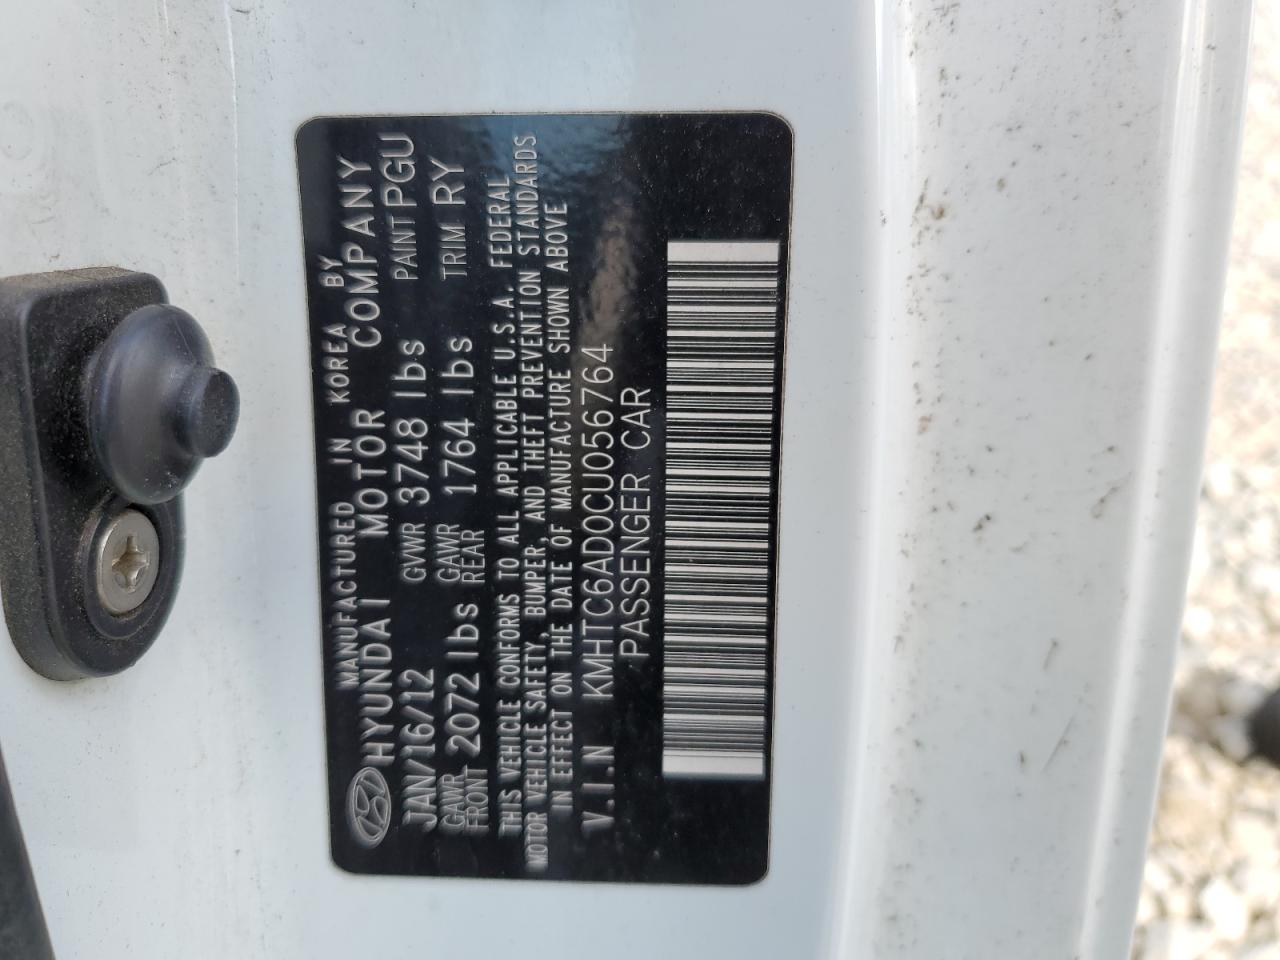 MANUFACTURED IN KOREA BY
HYUNDAI MOTOR COMPANY
JAN/16/12 GVWR 3748 lbs PAINT PGU
GAWR FRONT 2072 lbs GAWR REAR 1764 lbs TRIM RY
THIS VEHICLE CONFORMS TO ALL APPLICABLE U.S.A. FEDERAL
MOTOR VEHICLE SAFETY, BUMPER, AND THEFT PREVENTION STANDARDS
IN EFFECT ON THE DATE OF MANUFACTURE SHOWN ABOVE
V.I.N KMHTC6AD0CU056764
PASSENGER CAR